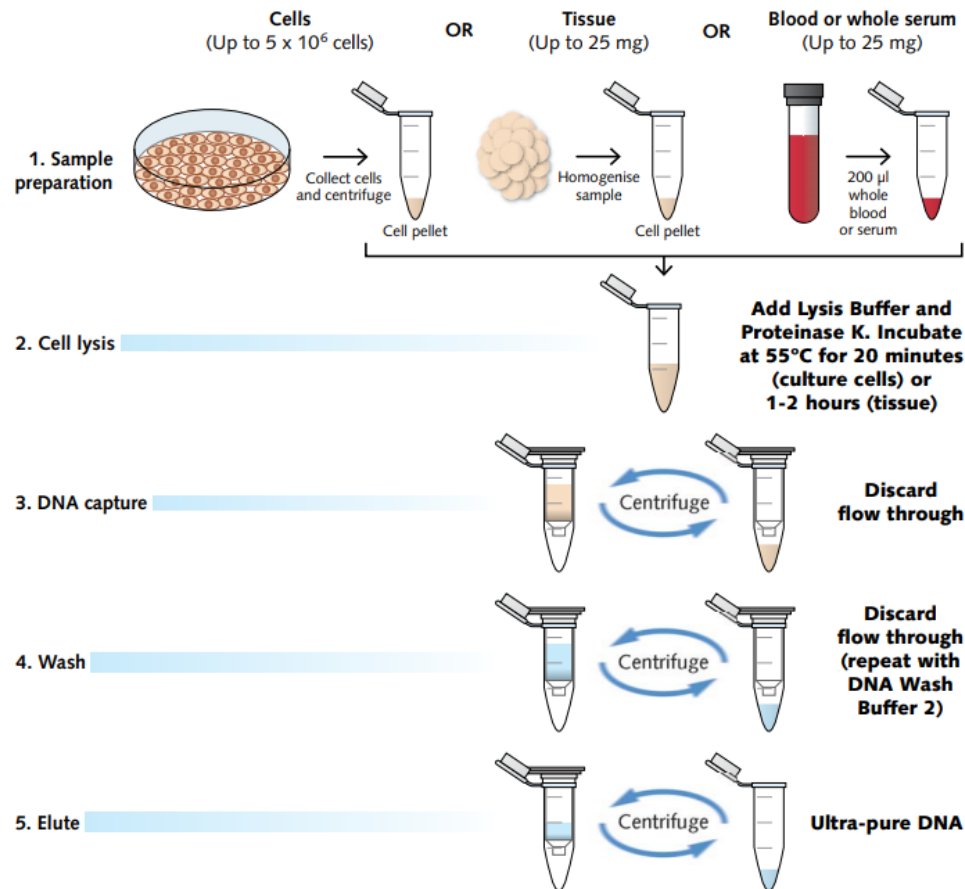 Cells
(Up to 5 x 10⁶ cells)
OR
Tissue
(Up to 25 mg)
OR
Blood or whole serum
(Up to 25 mg)
1. Sample
preparation
Collect cells
and centrifuge
Cell pellet
Homogenise
sample
Cell pellet
200 µl
whole
blood
or serum
2. Cell lysis
Add Lysis Buffer and
Proteinase K. Incubate
at 55ºC for 20 minutes
(culture cells) or
1-2 hours (tissue)
3. DNA capture
Centrifuge
Discard
flow through
4. Wash
Centrifuge
Discard
flow through
(repeat with
DNA Wash
Buffer 2)
5. Elute
Centrifuge
Ultra-pure DNA